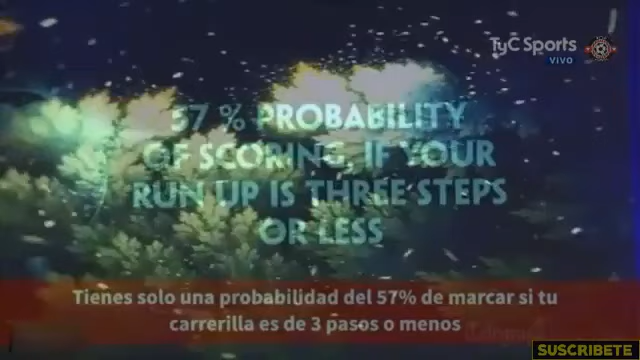 TyC Sports
VIVO
57 % PROBABILITY
OF SCORING, IF YOUR
RUN UP IS THREE STEPS
OR LESS
Tienes solo una probabilidad del 57% de marcar si tu
carrerilla es de 3 pasos o menos
SUSCRIBETE